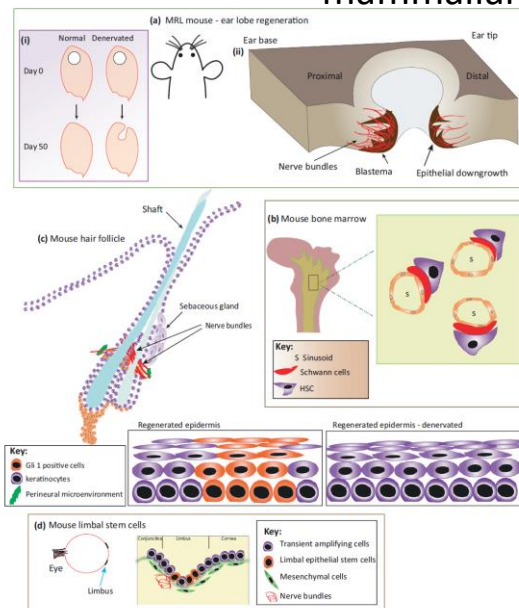 (a) MRL mouse - ear lobe regeneration
(i)
Normal Denervated
Day 0
Day 50
(ii)
Ear base
Ear tip
Proximal
Distal
Nerve bundles
Blastema
Epithelial downgrowth
(c) Mouse hair follicle
Shaft
Sebaceous gland
Nerve bundles
Key:
Gli 1 positive cells
keratinocytes
Perineural microenvironment
(b) Mouse bone marrow
S
S
S
Key:
S Sinusoid
Schwann cells
HSC
Regenerated epidermis
Regenerated epidermis - denervated
(d) Mouse limbal stem cells
Eye
Limbus
Conjunctiva Limbus Cornea
Key:
Transient amplifying cells
Limbal epithelial stem cells
Mesenchymal cells
Nerve bundles